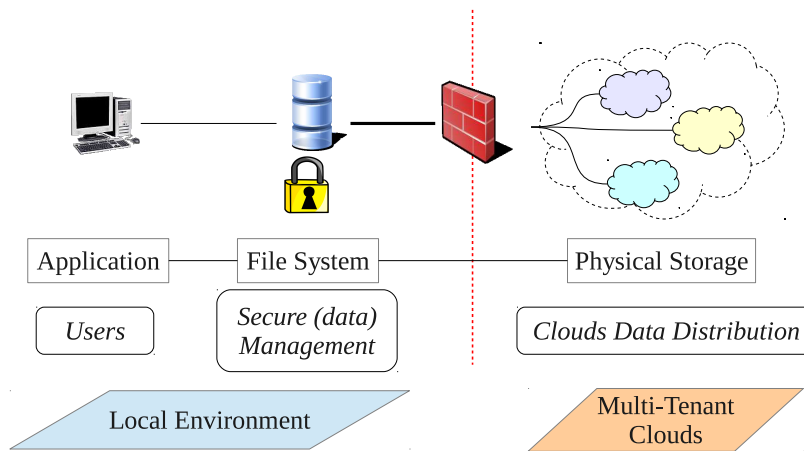 Application
File System
Physical Storage
Users
Secure (data)
Management
Clouds Data Distribution
Local Environment
Multi-Tenant
Clouds